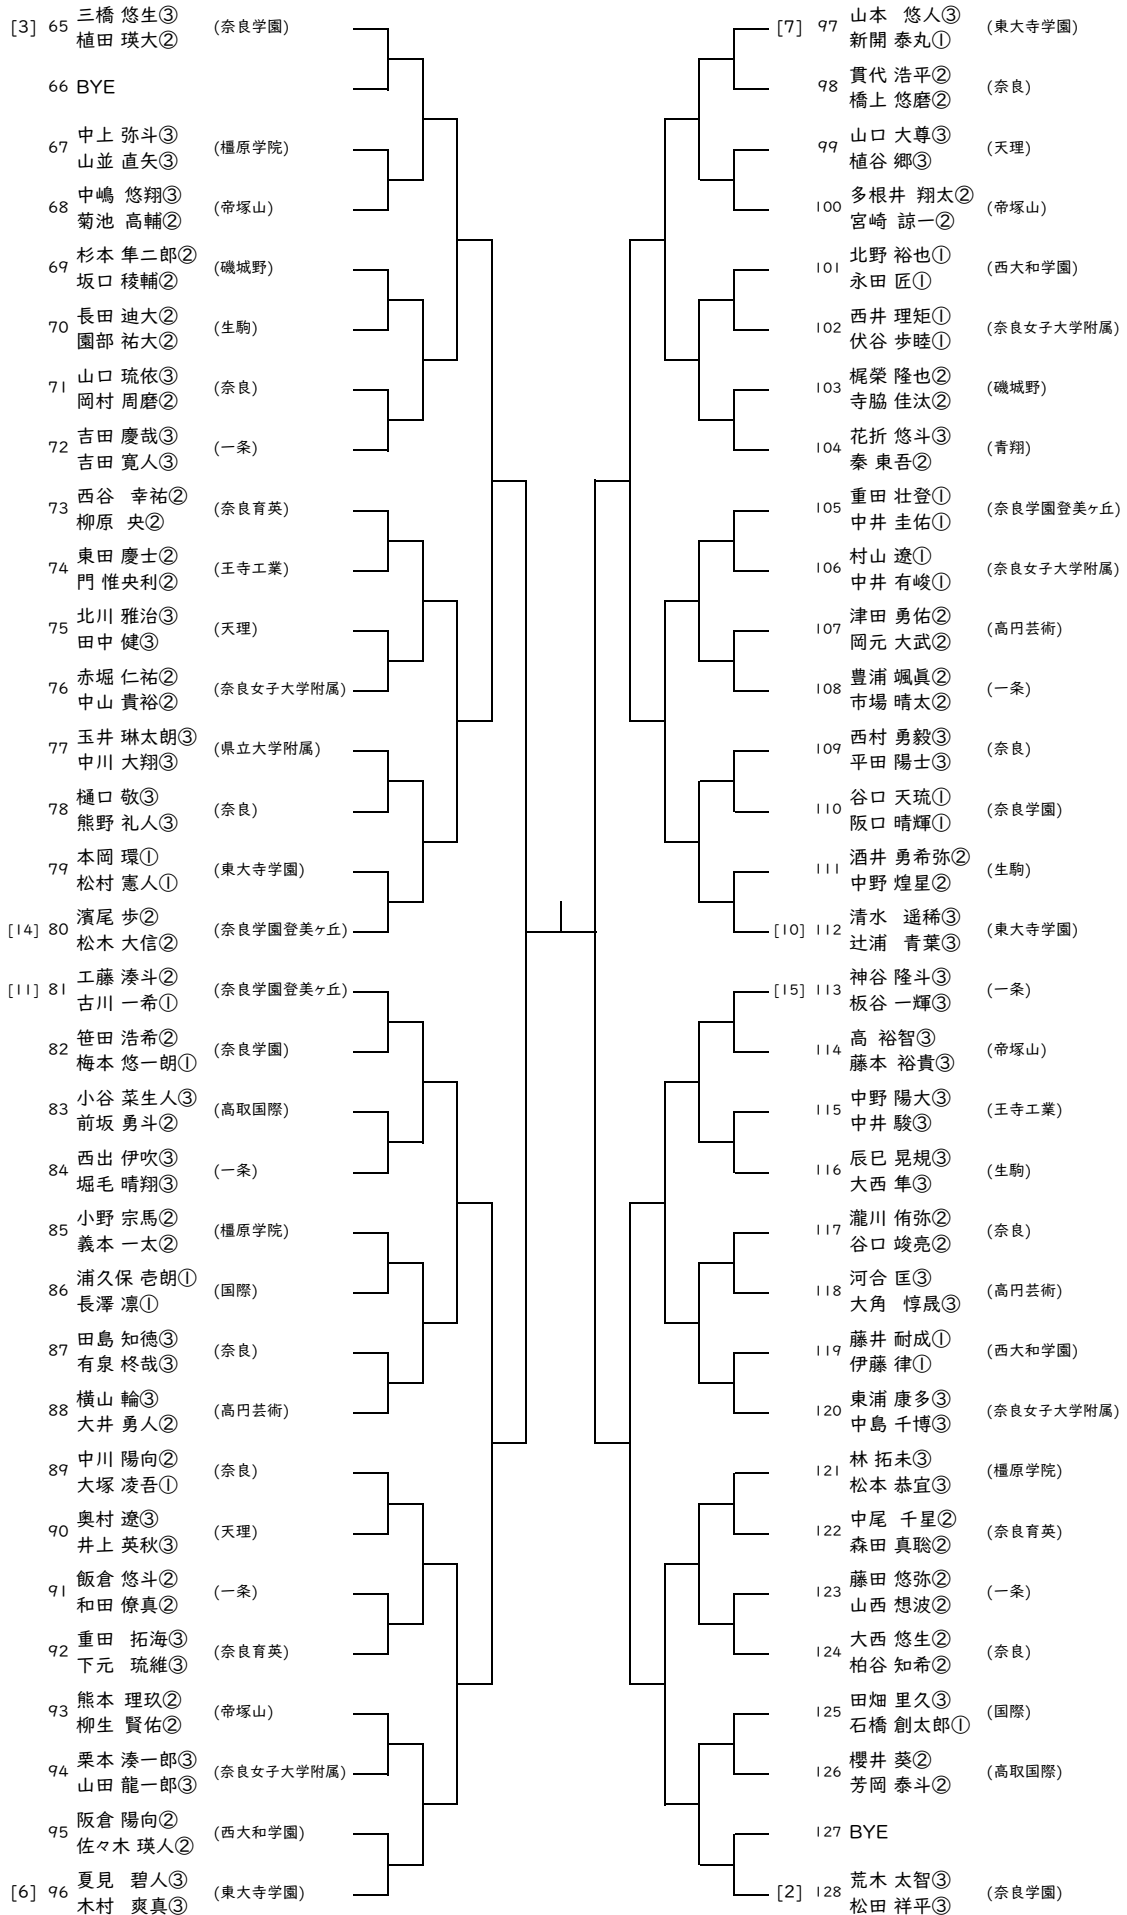 [3] 65 三橋 悠生③ (奈良学園)
植田 瑛大②
66 BYE
67 中上 弥斗③ (橿原学院)
山並 直矢③
68 中嶋 悠翔③ (帝塚山)
菊池 高輔②
69 杉本 隼二郎② (磯城野)
坂口 稜輔②
70 長田 迪大② (生駒)
園部 祐大②
71 山口 琉依③ (奈良)
岡村 周磨②
72 吉田 慶哉③ (一条)
吉田 寛人③
73 西谷 幸祐② (奈良育英)
柳原 央②
74 東田 慶士② (王寺工業)
門 惟央利②
75 北川 雅治③ (天理)
田中 健③
76 赤堀 仁祐② (奈良女子大学附属)
中山 貴裕②
77 玉井 琳太朗③ (県立大学附属)
中川 大翔③
78 樋口 敬③ (奈良)
熊野 礼人③
79 本岡 環① (東大寺学園)
松村 憲人①
[14] 80 濱尾 歩② (奈良学園登美ヶ丘)
松木 大信②
[11] 81 工藤 湊斗② (奈良学園登美ヶ丘)
古川 一希①
82 笹田 浩希② (奈良学園)
梅本 悠一朗①
83 小谷 菜生人③ (高取国際)
前坂 勇斗②
84 西出 伊吹③ (一条)
堀毛 晴翔③
85 小野 宗馬② (橿原学院)
義本 一太②
86 浦久保 壱朗① (国際)
長澤 凛①
87 田島 知徳③ (奈良)
有泉 柊哉③
88 横山 輪③ (高円芸術)
大井 勇人②
89 中川 陽向② (奈良)
大塚 凌吾①
90 奥村 遼③ (天理)
井上 英秋③
91 飯倉 悠斗② (一条)
和田 僚真②
92 重田 拓海③ (奈良育英)
下元 琉維③
93 熊本 理玖② (帝塚山)
柳生 賢佑②
94 栗本 湊一郎③ (奈良女子大学附属)
山田 龍一郎③
95 阪倉 陽向② (西大和学園)
佐々木 瑛人②
[6] 96 夏見 碧人③ (東大寺学園)
木村 爽真③
[7] 97 山本 悠人③ (東大寺学園)
新開 泰丸①
98 貫代 浩平② (奈良)
橋上 悠磨②
99 山口 大尊③ (天理)
植谷 郷③
100 多根井 翔太② (帝塚山)
宮崎 諒一②
101 北野 裕也① (西大和学園)
永田 匠①
102 西井 理矩① (奈良女子大学附属)
伏谷 歩睦①
103 梶榮 隆也② (磯城野)
寺脇 佳汰②
104 花折 悠斗③ (青翔)
秦 東吾②
105 重田 壮登① (奈良学園登美ヶ丘)
中井 圭佑①
106 村山 遼① (奈良女子大学附属)
中井 有峻①
107 津田 勇佑② (高円芸術)
岡元 大武②
108 豊浦 颯眞② (一条)
市場 晴太②
109 西村 勇毅③ (奈良)
平田 陽士③
110 谷口 天琉① (奈良学園)
阪口 晴輝①
111 酒井 勇希弥② (生駒)
中野 煌星②
[10] 112 清水 遥稀③ (東大寺学園)
辻浦 青葉③
[15] 113 神谷 隆斗③ (一条)
板谷 一輝③
114 高 裕智③ (帝塚山)
藤本 裕貴③
115 中野 陽大③ (王寺工業)
中井 駿③
116 辰巳 晃規③ (生駒)
大西 隼③
117 瀧川 侑弥② (奈良)
谷口 竣亮②
118 河合 匡③ (高円芸術)
大角 惇晟③
119 藤井 耐成① (西大和学園)
伊藤 律①
120 東浦 康多③ (奈良女子大学附属)
中島 千博③
121 林 拓未③ (橿原学院)
松本 恭宜③
122 中尾 千星② (奈良育英)
森田 真聡②
123 藤田 悠弥② (一条)
山西 想波②
124 大西 悠生② (奈良)
柏谷 知希②
125 田畑 里久③ (国際)
石橋 創太郎①
126 櫻井 葵② (高取国際)
芳岡 泰斗②
127 BYE
[2] 128 荒木 太智③ (奈良学園)
松田 祥平③